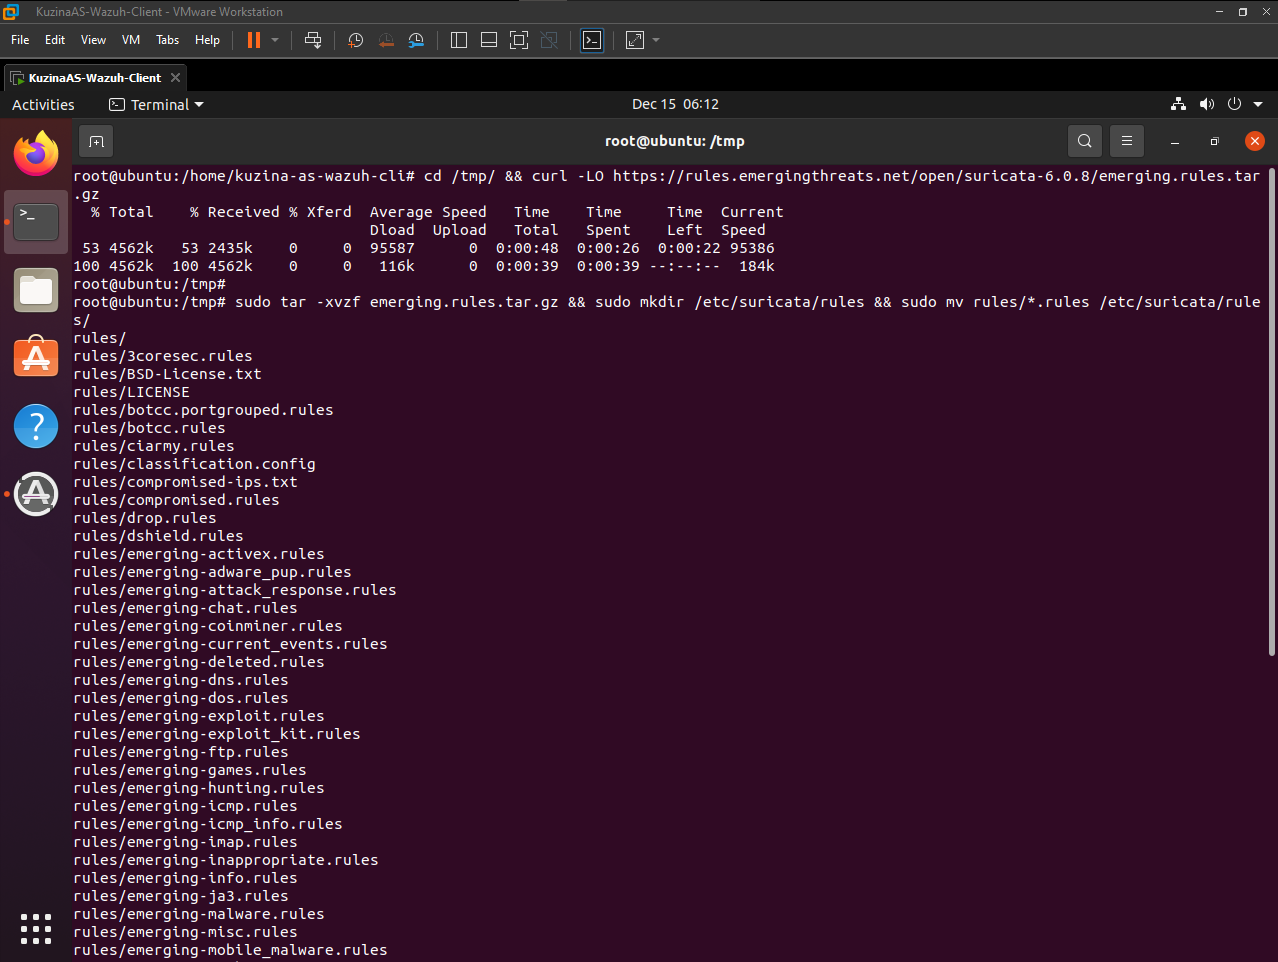 KuzinaAS-Wazuh-Client - VMware Workstation
File Edit View VM Tabs Help
KuzinaAS-Wazuh-Client
Activities Terminal Dec 15 06:12
root@ubuntu: /tmp
root@ubuntu:/home/kuzina-as-wazuh-cli# cd /tmp/ && curl -LO https://rules.emergingthreats.net/open/suricata-6.0.8/emerging.rules.tar
.gz
% Total % Received % Xferd Average Speed Time Time Time Current
Dload Upload Total Spent Left Speed
53 4562k 53 2435k 0 0 95587 0 0:00:48 0:00:26 0:00:22 95386
100 4562k 100 4562k 0 0 116k 0 0:00:39 0:00:39 --:--:-- 184k
root@ubuntu:/tmp#
root@ubuntu:/tmp# sudo tar -xvzf emerging.rules.tar.gz && sudo mkdir /etc/suricata/rules && sudo mv rules/*.rules /etc/suricata/rule
s/
rules/
rules/3coresec.rules
rules/BSD-License.txt
rules/LICENSE
rules/botcc.portgrouped.rules
rules/botcc.rules
rules/ciarmy.rules
rules/classification.config
rules/compromised-ips.txt
rules/compromised.rules
rules/drop.rules
rules/dshield.rules
rules/emerging-activex.rules
rules/emerging-adware_pup.rules
rules/emerging-attack_response.rules
rules/emerging-chat.rules
rules/emerging-coinminer.rules
rules/emerging-current_events.rules
rules/emerging-deleted.rules
rules/emerging-dns.rules
rules/emerging-dos.rules
rules/emerging-exploit.rules
rules/emerging-exploit_kit.rules
rules/emerging-ftp.rules
rules/emerging-games.rules
rules/emerging-hunting.rules
rules/emerging-icmp.rules
rules/emerging-icmp_info.rules
rules/emerging-imap.rules
rules/emerging-inappropriate.rules
rules/emerging-info.rules
rules/emerging-ja3.rules
rules/emerging-malware.rules
rules/emerging-misc.rules
rules/emerging-mobile_malware.rules